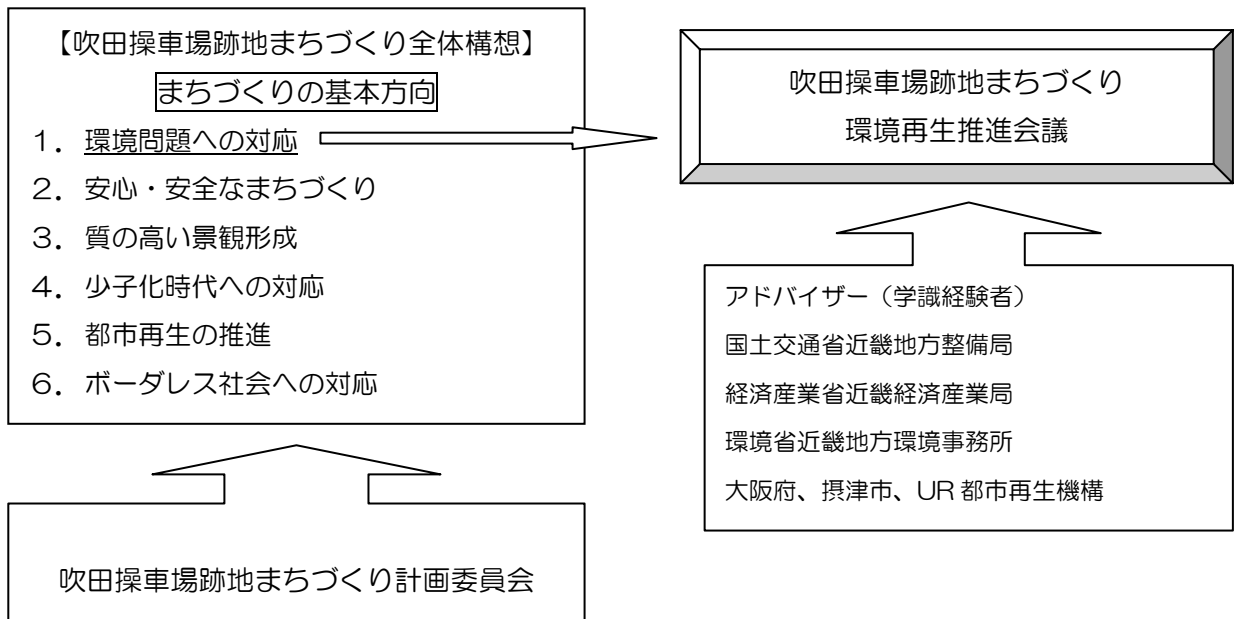 【吹田操車場跡地まちづくり全体構想】
まちづくりの基本方向
1. 環境問題への対応
2. 安心・安全なまちづくり
3. 質の高い景観形成
4. 少子化時代への対応
5. 都市再生の推進
6. ボーダレス社会への対応
吹田操車場跡地まちづくり計画委員会
吹田操車場跡地まちづくり
環境再生推進会議
アドバイザー（学識経験者）
国土交通省近畿地方整備局
経済産業省近畿経済産業局
環境省近畿地方環境事務所
大阪府、摂津市、UR都市再生機構